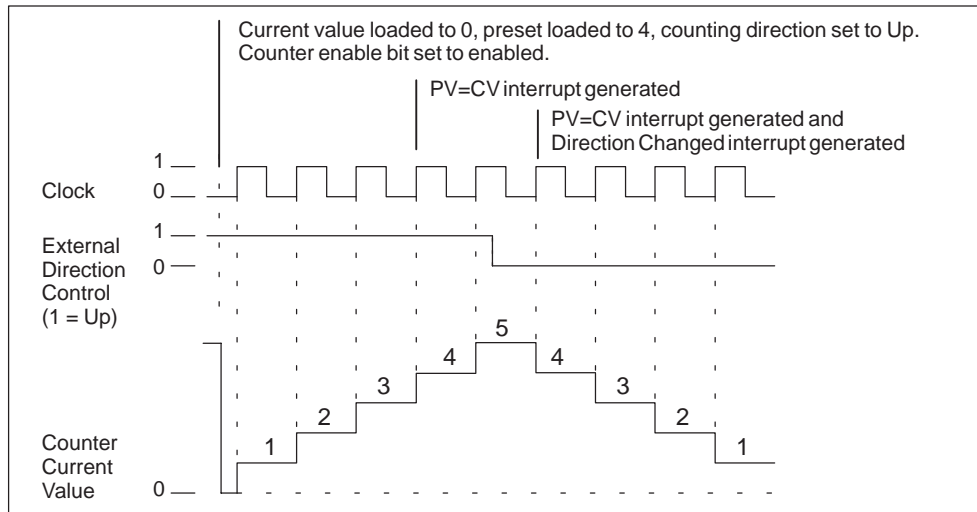 Current value loaded to 0, preset loaded to 4, counting direction set to Up.
Counter enable bit set to enabled.
PV=CV interrupt generated
PV=CV interrupt generated and
Direction Changed interrupt generated
1
Clock 0
1
External
Direction 0
Control
(1 = Up)
5
4 4
3 3
2 2
1 1
Counter
Current
Value 0